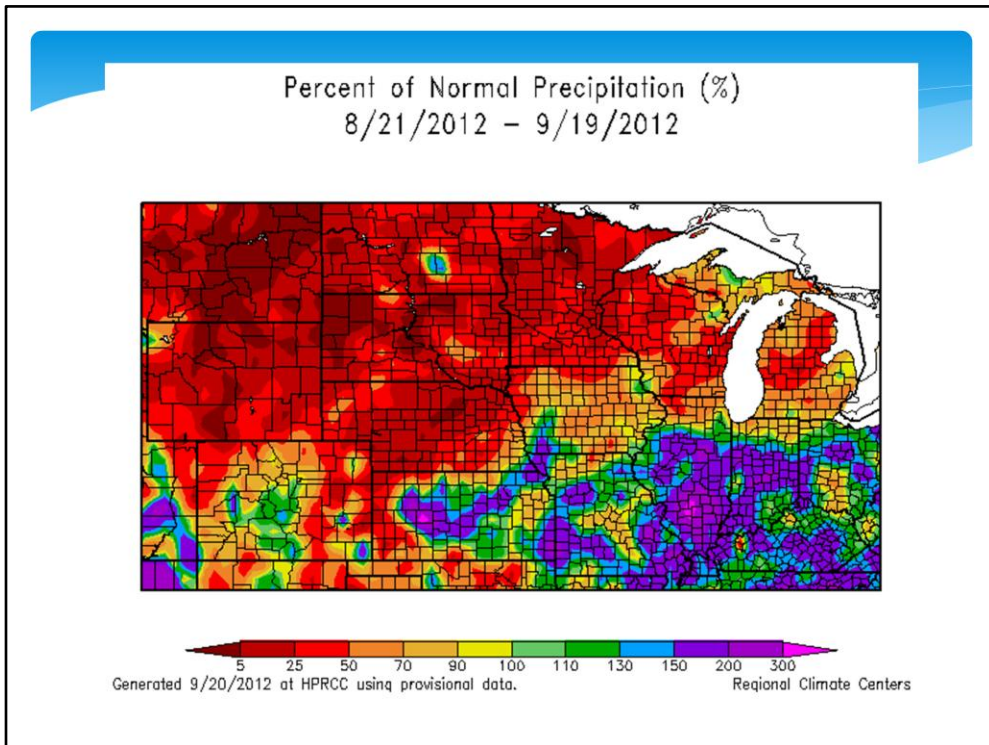 Percent of Normal Precipitation (%)
8/21/2012 – 9/19/2012
5 25 50 70 90 100 110 130 150 200 300
Generated 9/20/2012 at HPRCC using provisional data. Regional Climate Centers